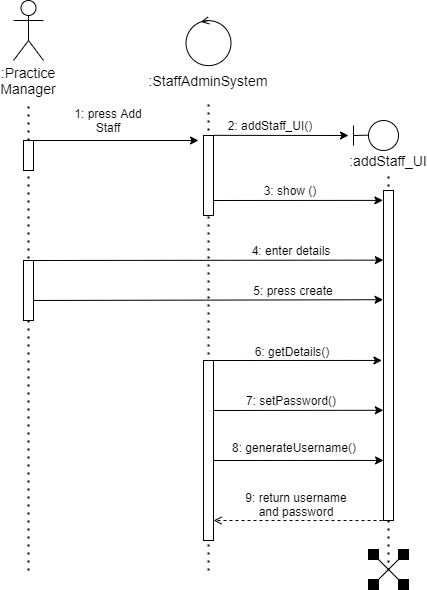 :Practice
Manager
:StaffAdminSystem
1: press Add
Staff
2: addStaff_UI()
:addStaff_UI
3: show ()
4: enter details
5: press create
6: getDetails()
7: setPassword()
8: generateUsername()
9: return username
and password